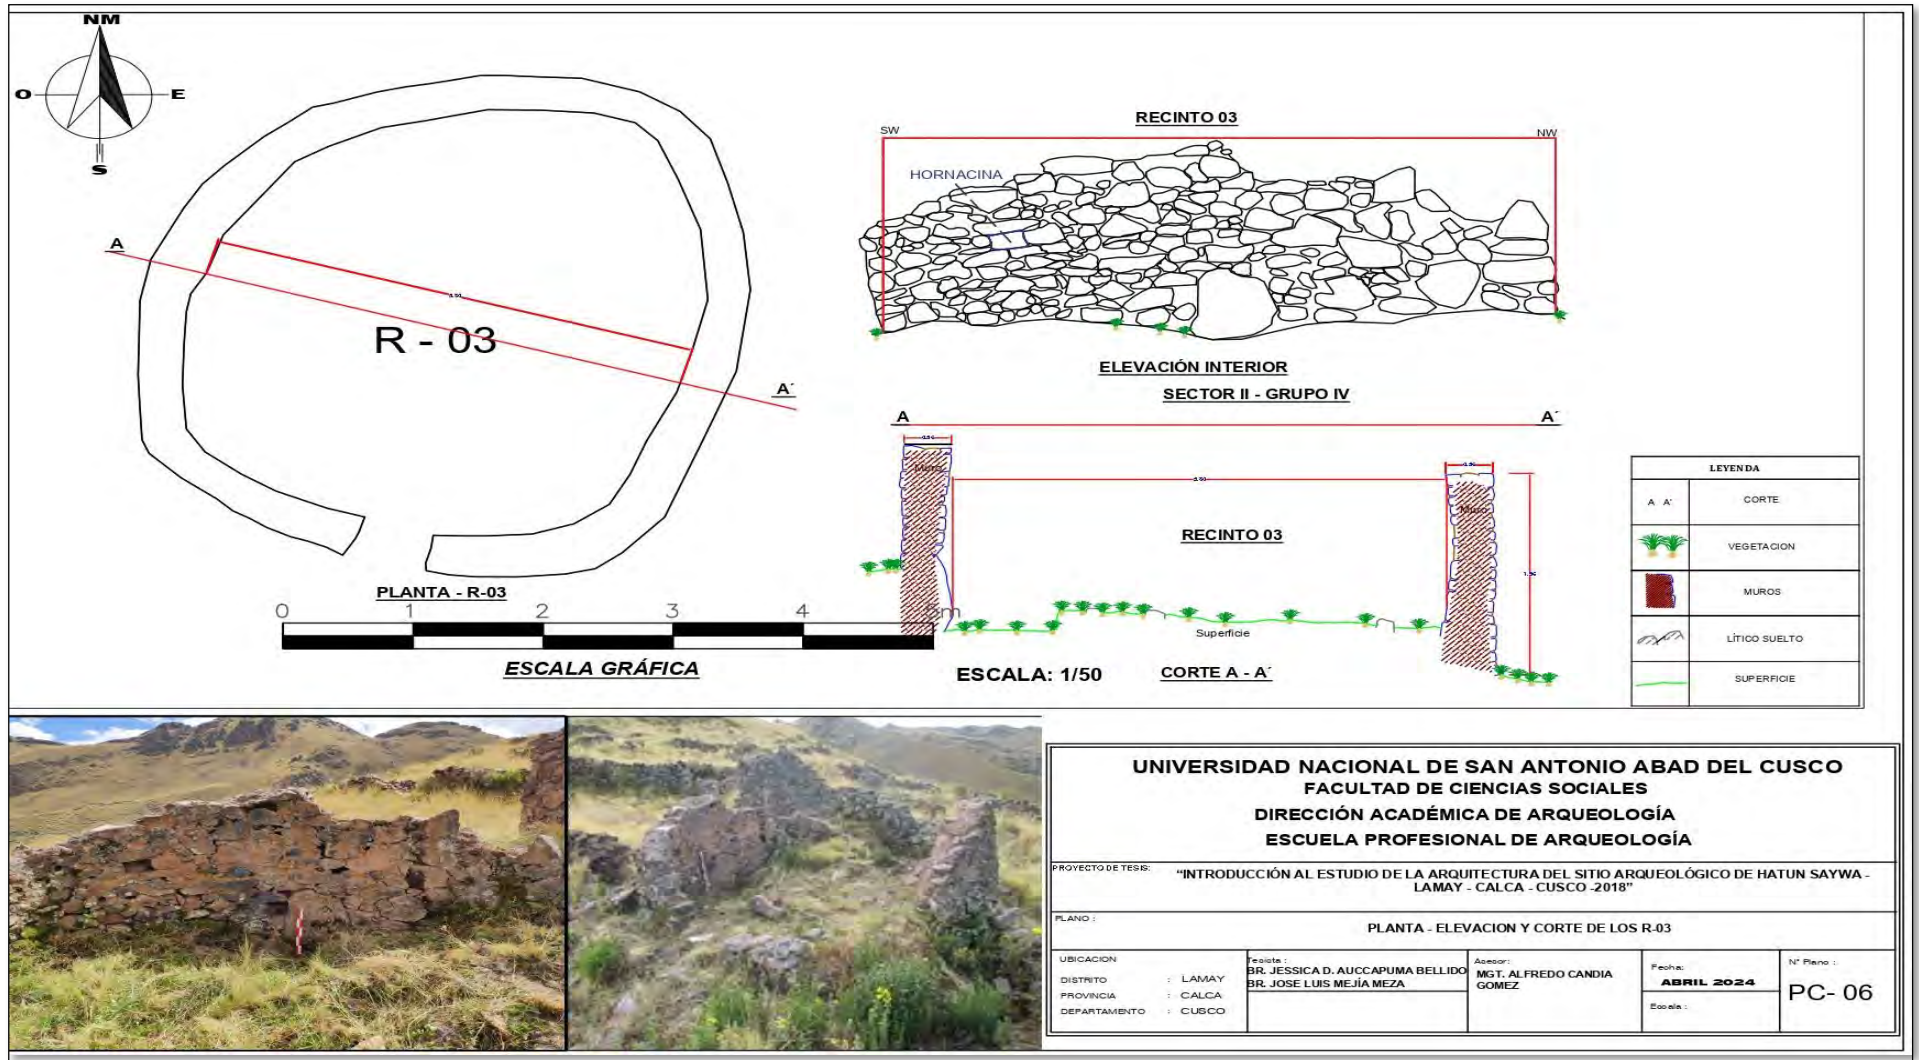 NM
O
E
S
A
R - 03
A´
PLANTA - R-03
0 1 2 3 4 5m
ESCALA GRÁFICA
RECINTO 03
SW
NW
HORNACINA
ELEVACIÓN INTERIOR
SECTOR II - GRUPO IV
A
A´
Muro
Muro
RECINTO 03
Superficie
ESCALA: 1/50
CORTE A - A´
LEYENDA
A A' CORTE
VEGETACION
MUROS
LÍTICO SUELTO
SUPERFICIE
UNIVERSIDAD NACIONAL DE SAN ANTONIO ABAD DEL CUSCO
FACULTAD DE CIENCIAS SOCIALES
DIRECCIÓN ACADÉMICA DE ARQUEOLOGÍA
ESCUELA PROFESIONAL DE ARQUEOLOGÍA
PROYECTO DE TESIS:
“INTRODUCCIÓN AL ESTUDIO DE LA ARQUITECTURA DEL SITIO ARQUEOLÓGICO DE HATUN SAYWA -
LAMAY - CALCA - CUSCO -2018”
PLANO :
PLANTA - ELEVACION Y CORTE DE LOS R-03
UBICACION
DISTRITO : LAMAY
PROVINCIA : CALCA
DEPARTAMENTO : CUSCO
Tesista :
BR. JESSICA D. AUCCAPUMA BELLIDO
BR. JOSE LUIS MEJÍA MEZA
Asesor:
MGT. ALFREDO CANDIA
GOMEZ
Fecha:
ABRIL 2024
Escala :
N° Plano :
PC- 06